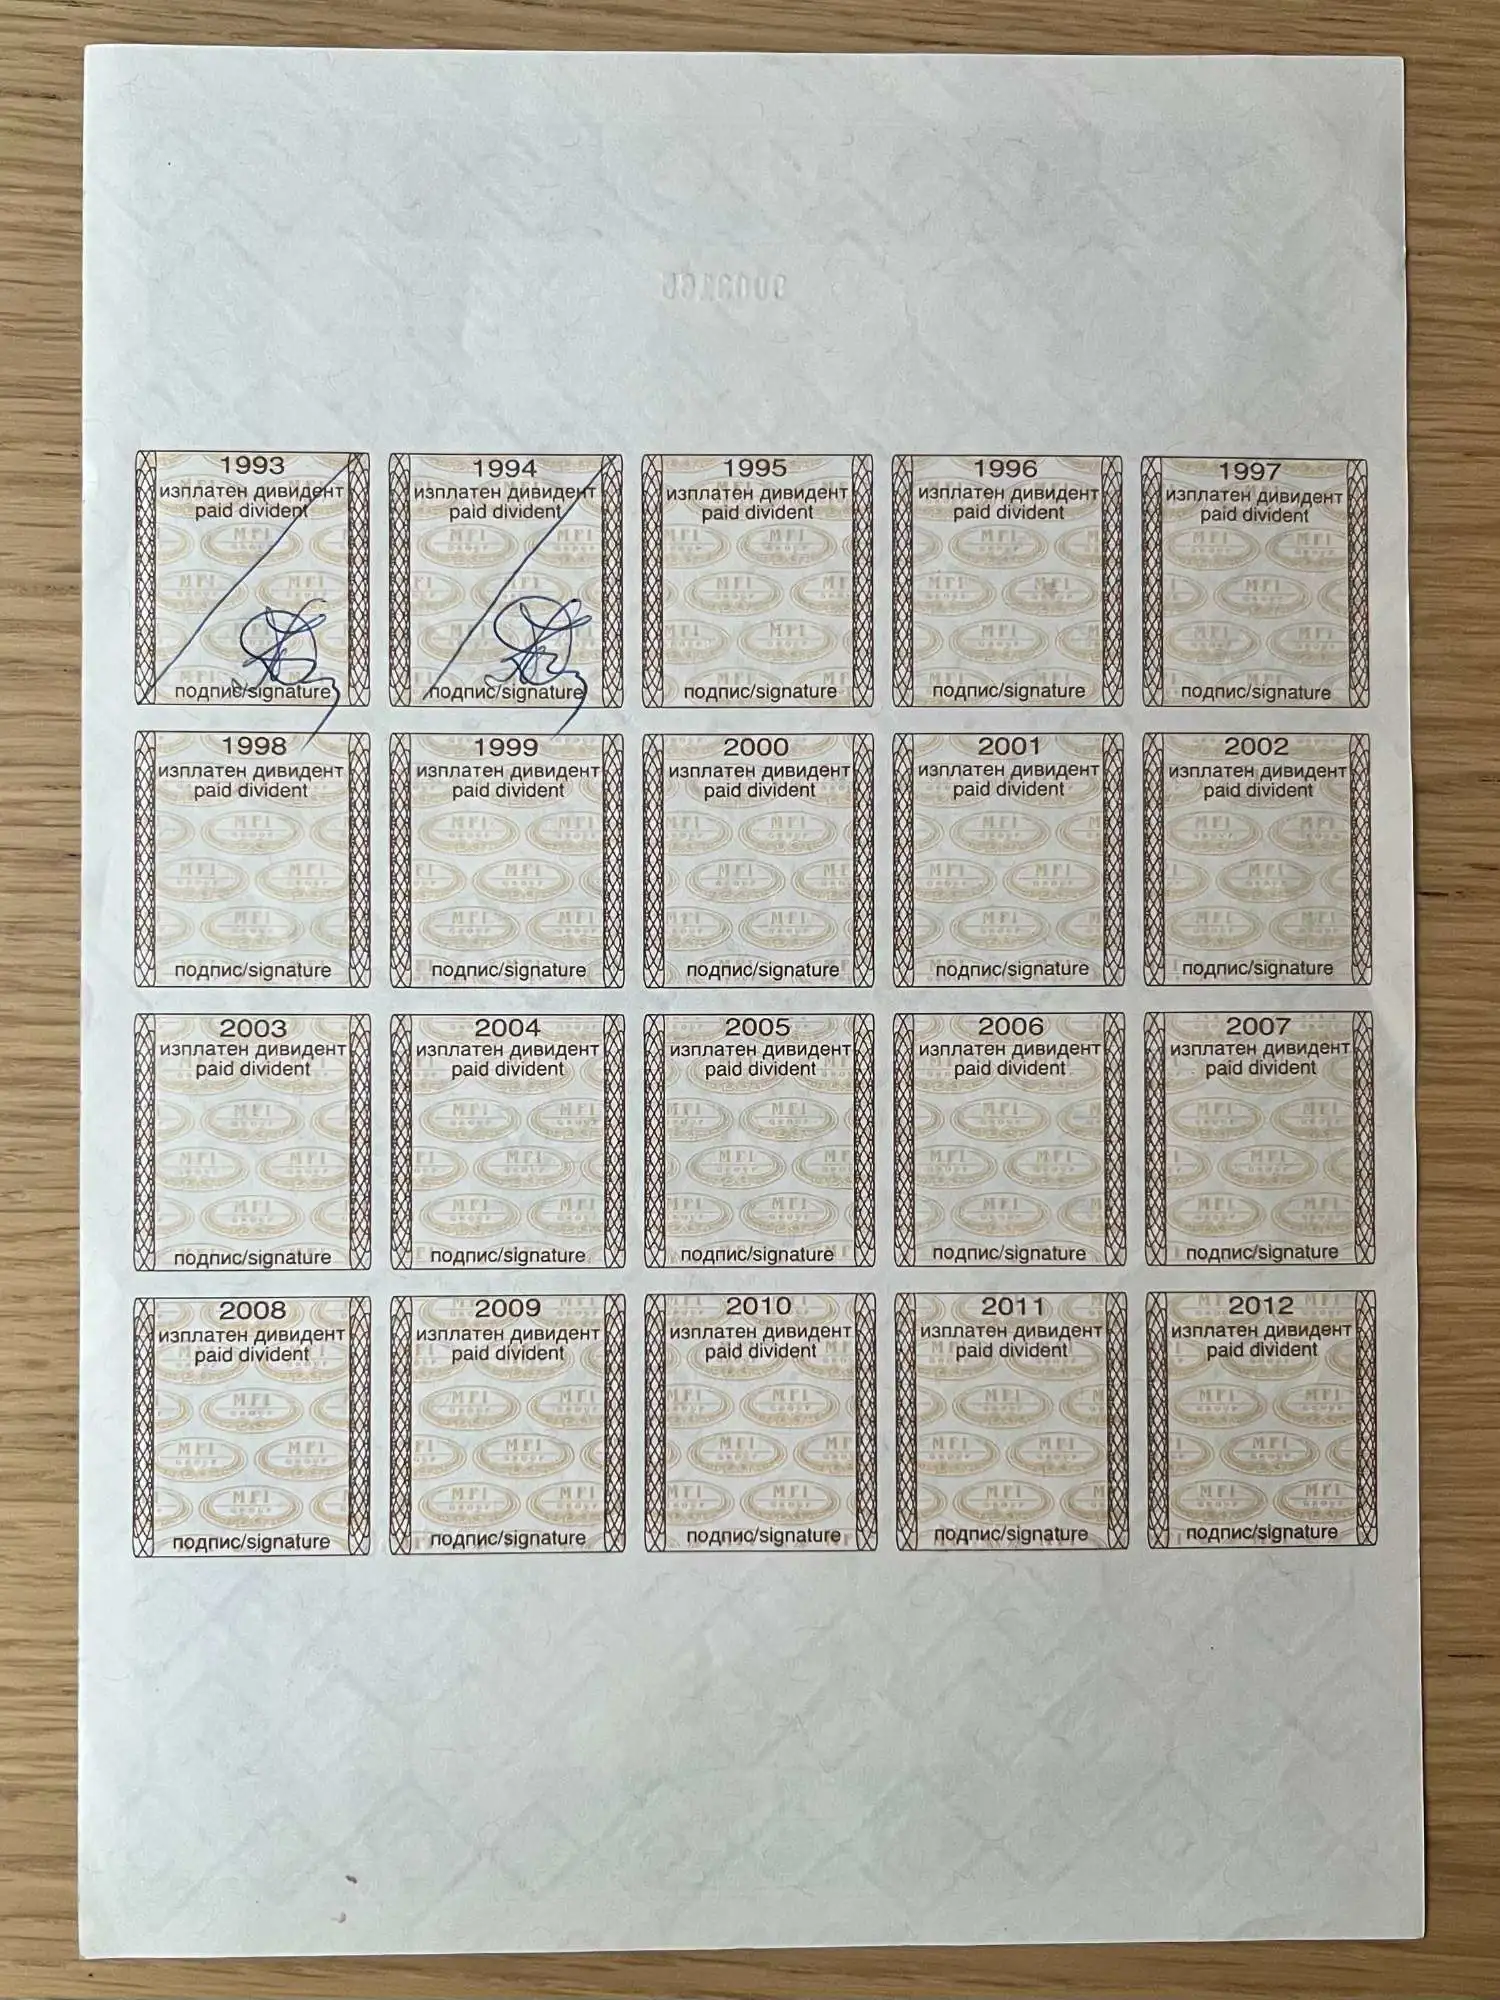 1993
изплатен дивидент
paid divident
подпис/signature
1994
изплатен дивидент
paid divident
подпис/signature
1995
изплатен дивидент
paid divident
подпис/signature
1996
изплатен дивидент
paid divident
подпис/signature
1997
изплатен дивидент
paid divident
подпис/signature
1998
изплатен дивидент
paid divident
подпис/signature
1999
изплатен дивидент
paid divident
подпис/signature
2000
изплатен дивидент
paid divident
подпис/signature
2001
изплатен дивидент
paid divident
подпис/signature
2002
изплатен дивидент
paid divident
подпис/signature
2003
изплатен дивидент
paid divident
подпис/signature
2004
изплатен дивидент
paid divident
подпис/signature
2005
изплатен дивидент
paid divident
подпис/signature
2006
изплатен дивидент
paid divident
подпис/signature
2007
изплатен дивидент
paid divident
подпис/signature
2008
изплатен дивидент
paid divident
подпис/signature
2009
изплатен дивидент
paid divident
подпис/signature
2010
изплатен дивидент
paid divident
подпис/signature
2011
изплатен дивидент
paid divident
подпис/signature
2012
изплатен дивидент
paid divident
подпис/signature